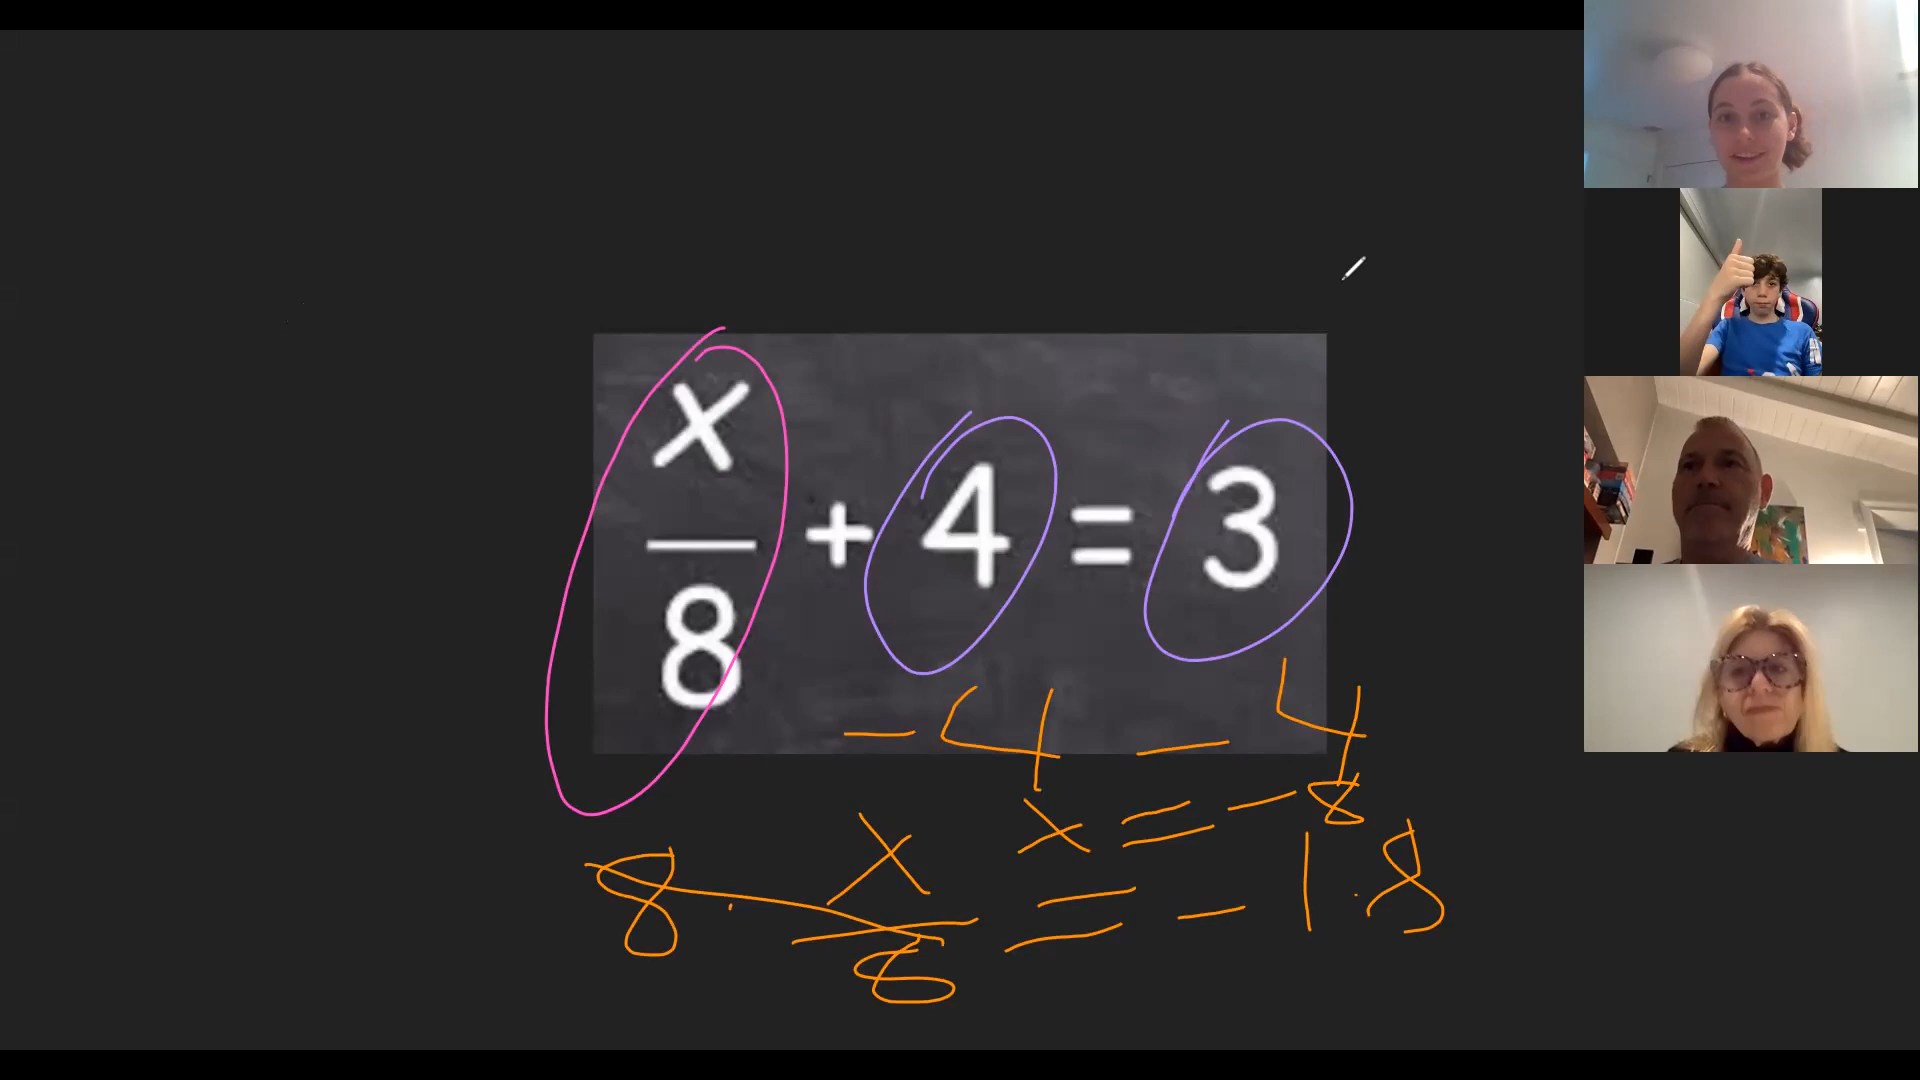 x/8 + 4 = 3
- 4 - 4
x = - 8
8 · x/8 = - 1 · 8